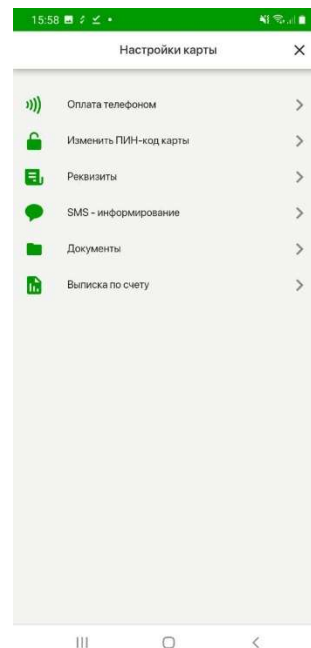 15:58
Настройки карты
Оплата телефоном
Изменить ПИН-код карты
Реквизиты
SMS - информирование
Документы
Выписка по счету